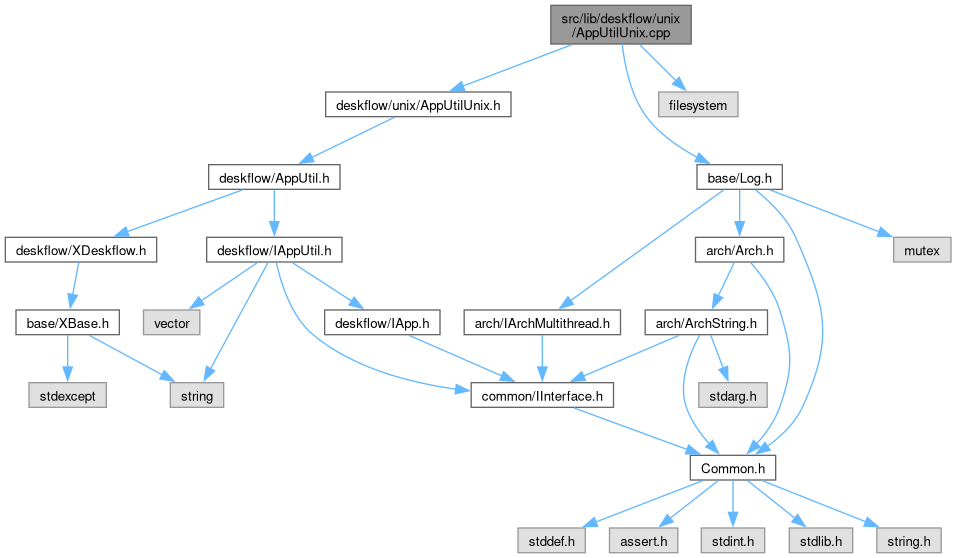 src/lib/deskflow/unix
/AppUtilUnix.cpp
deskflow/unix/AppUtilUnix.h
filesystem
deskflow/AppUtil.h
base/Log.h
deskflow/XDeskflow.h
deskflow/IAppUtil.h
arch/Arch.h
mutex
base/XBase.h
vector
deskflow/IApp.h
arch/IArchMultithread.h
arch/ArchString.h
stdexcept
string
common/IInterface.h
stdarg.h
Common.h
stddef.h
assert.h
stdint.h
stdlib.h
string.h